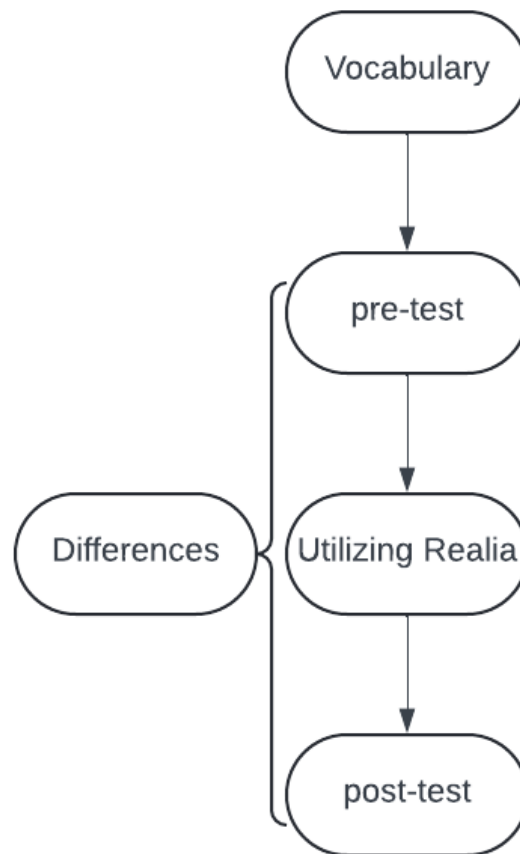 Vocabulary
pre-test
Differences
Utilizing Realia
post-test